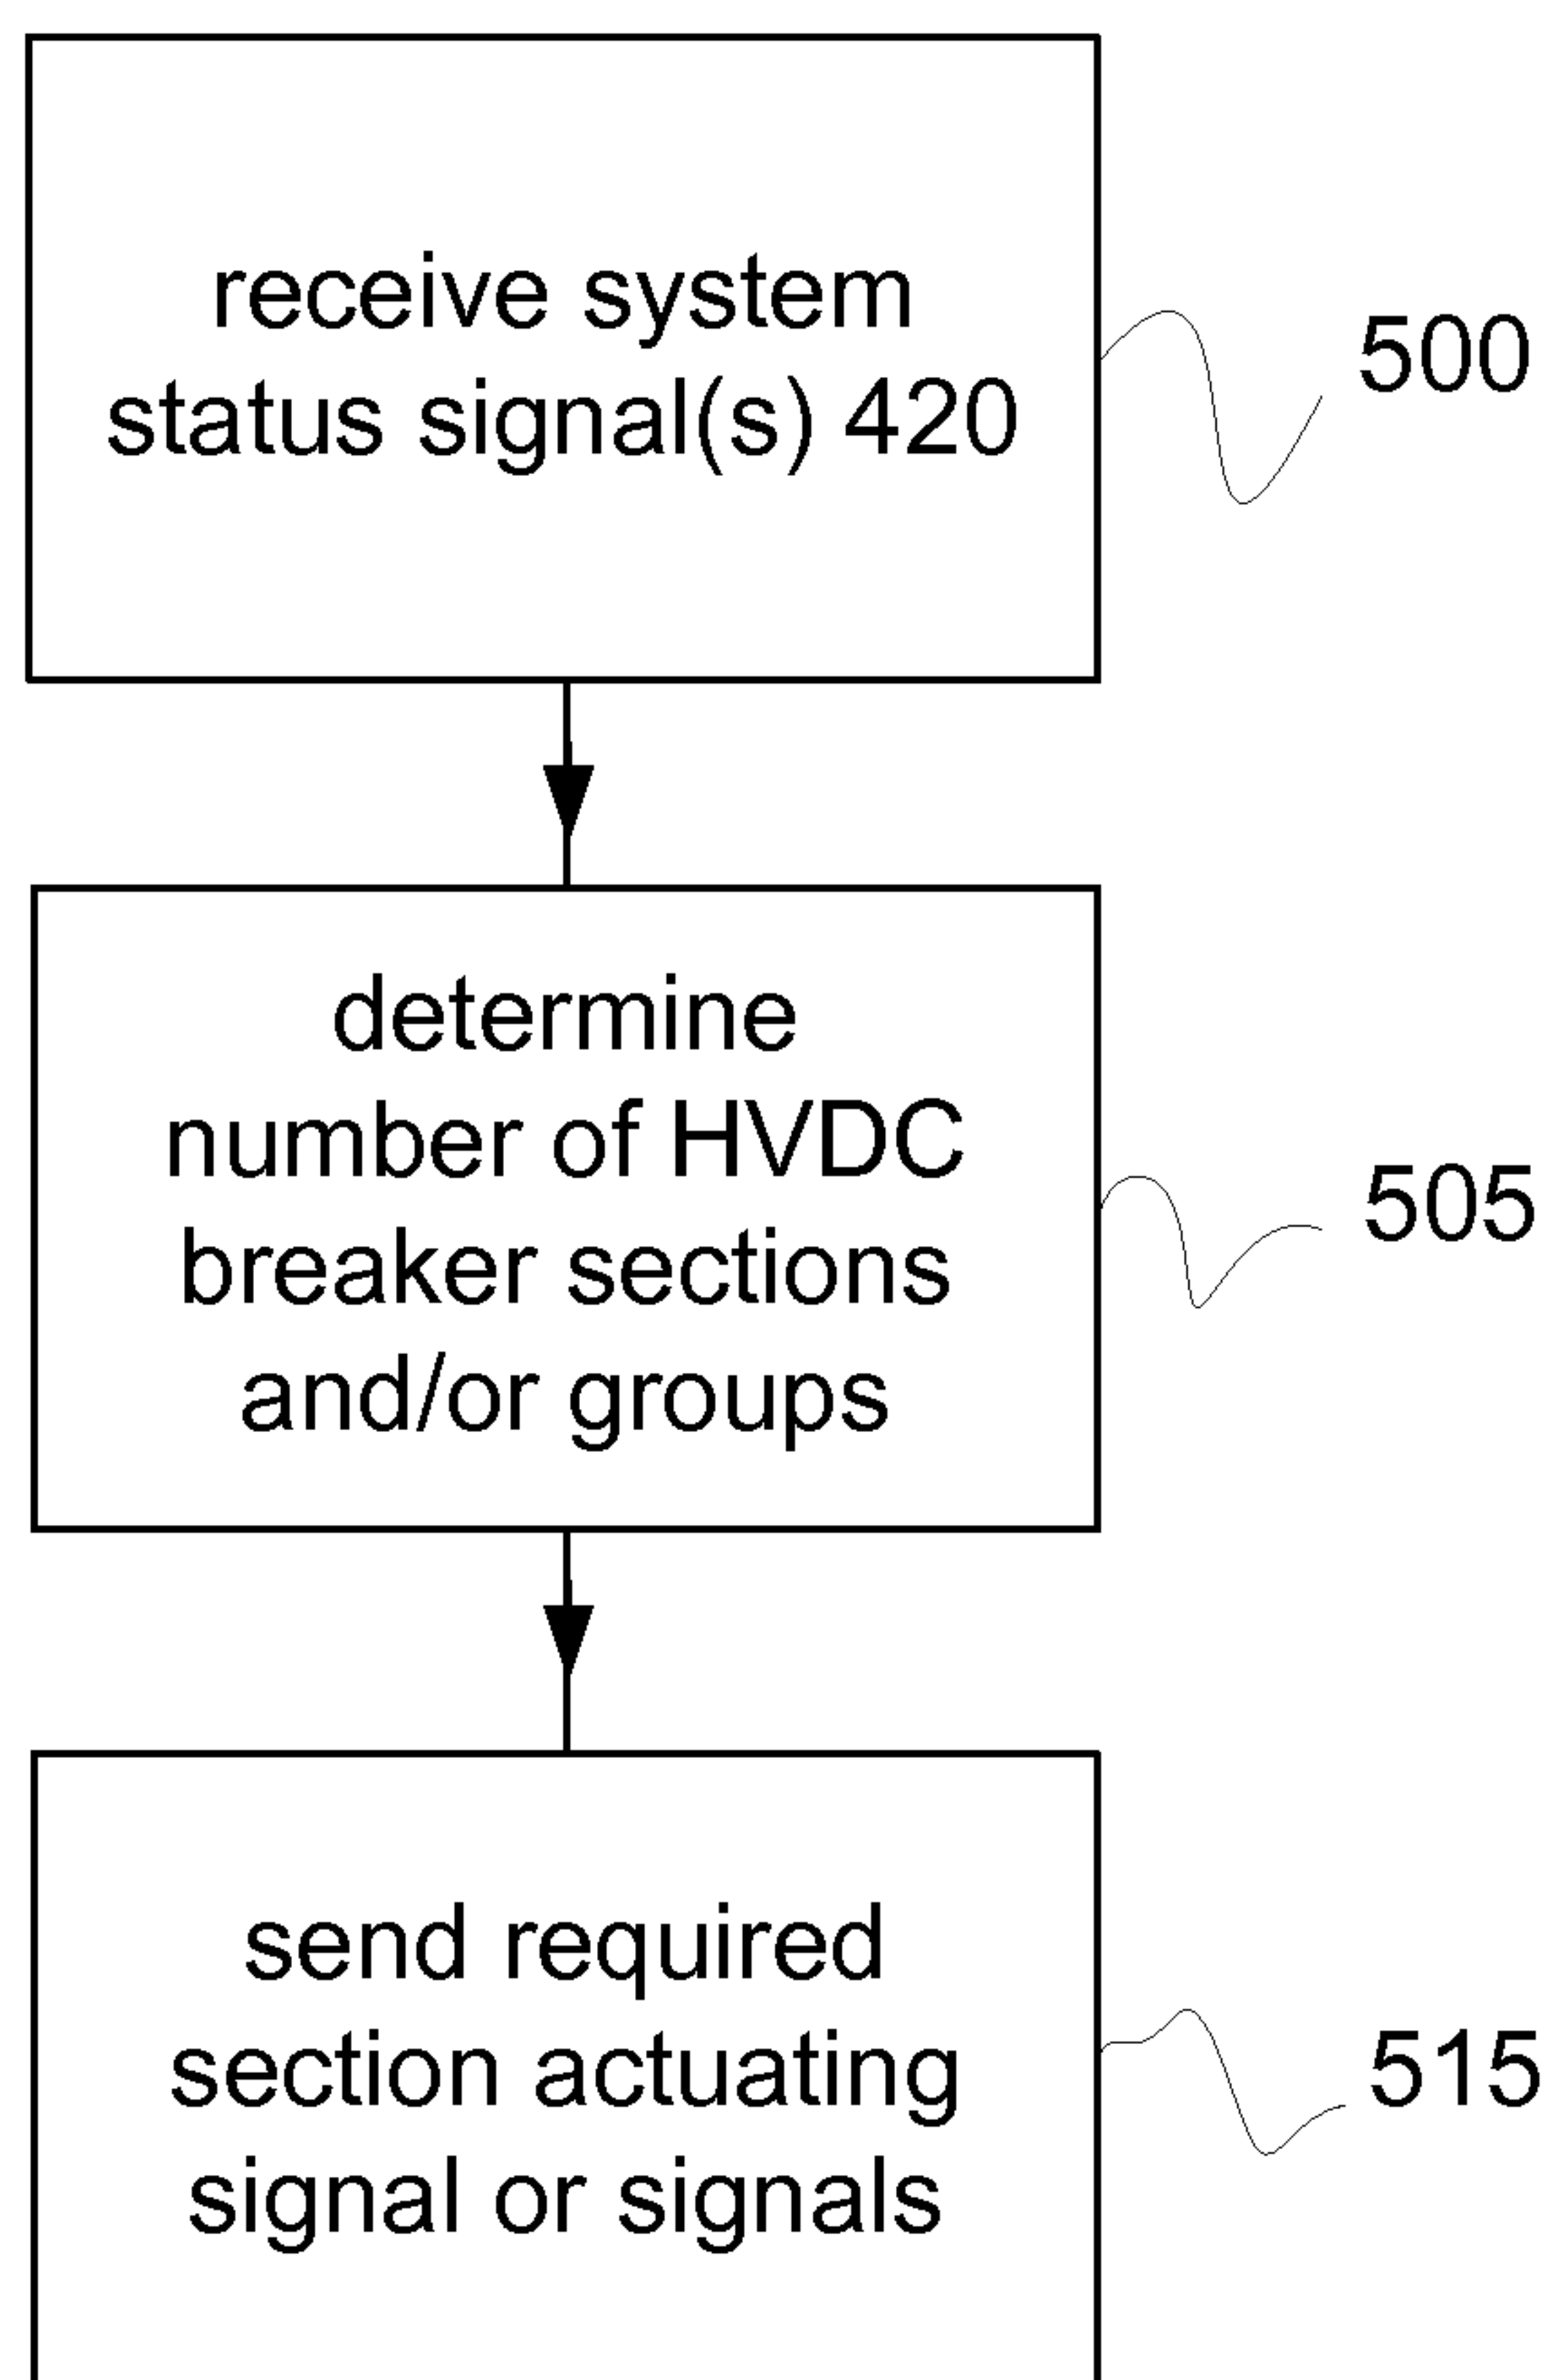 receive system
status signal(s) 420
500
determine
number of HVDC
breaker sections
and/or groups
505
send required
section actuating
signal or signals
515